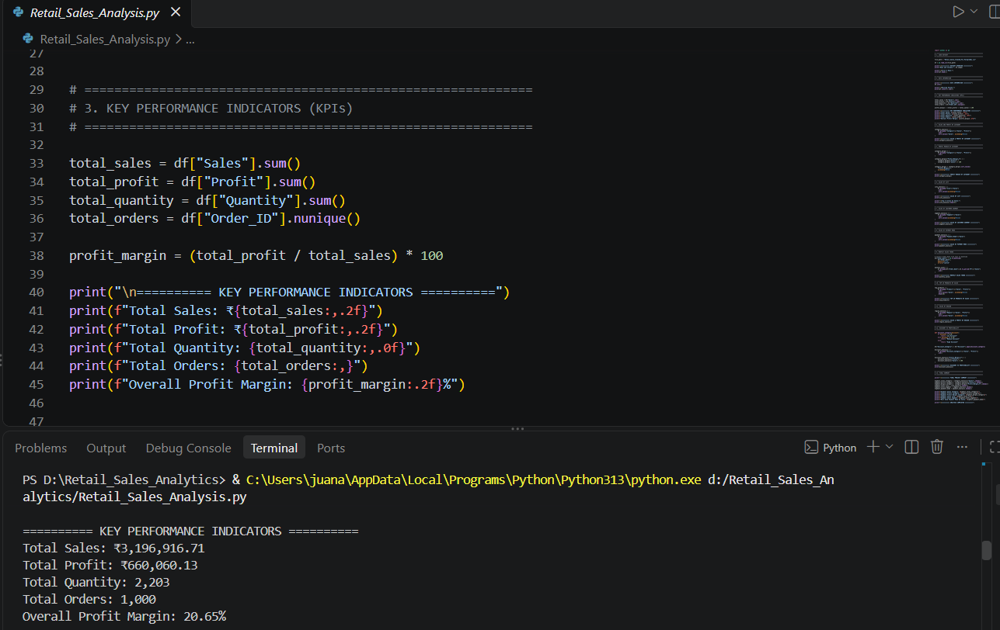 Retail_Sales_Analysis.py
Retail_Sales_Analysis.py > ...
27
28
29 # ============================================================
30 # 3. KEY PERFORMANCE INDICATORS (KPIs)
31 # ============================================================
32
33 total_sales = df["Sales"].sum()
34 total_profit = df["Profit"].sum()
35 total_quantity = df["Quantity"].sum()
36 total_orders = df["Order_ID"].nunique()
37
38 profit_margin = (total_profit / total_sales) * 100
39
40 print("\n========== KEY PERFORMANCE INDICATORS ==========")
41 print(f"Total Sales: ₹{total_sales:,.2f}")
42 print(f"Total Profit: ₹{total_profit:,.2f}")
43 print(f"Total Quantity: {total_quantity:,.0f}")
44 print(f"Total Orders: {total_orders:,}")
45 print(f"Overall Profit Margin: {profit_margin:.2f}%")
46
47
Problems Output Debug Console Terminal Ports Python
PS D:\Retail_Sales_Analytics> & C:\Users\juana\AppData\Local\Programs\Python\Python313\python.exe d:/Retail_Sales_An
alytics/Retail_Sales_Analysis.py
========== KEY PERFORMANCE INDICATORS ==========
Total Sales: ₹3,196,916.71
Total Profit: ₹660,060.13
Total Quantity: 2,203
Total Orders: 1,000
Overall Profit Margin: 20.65%